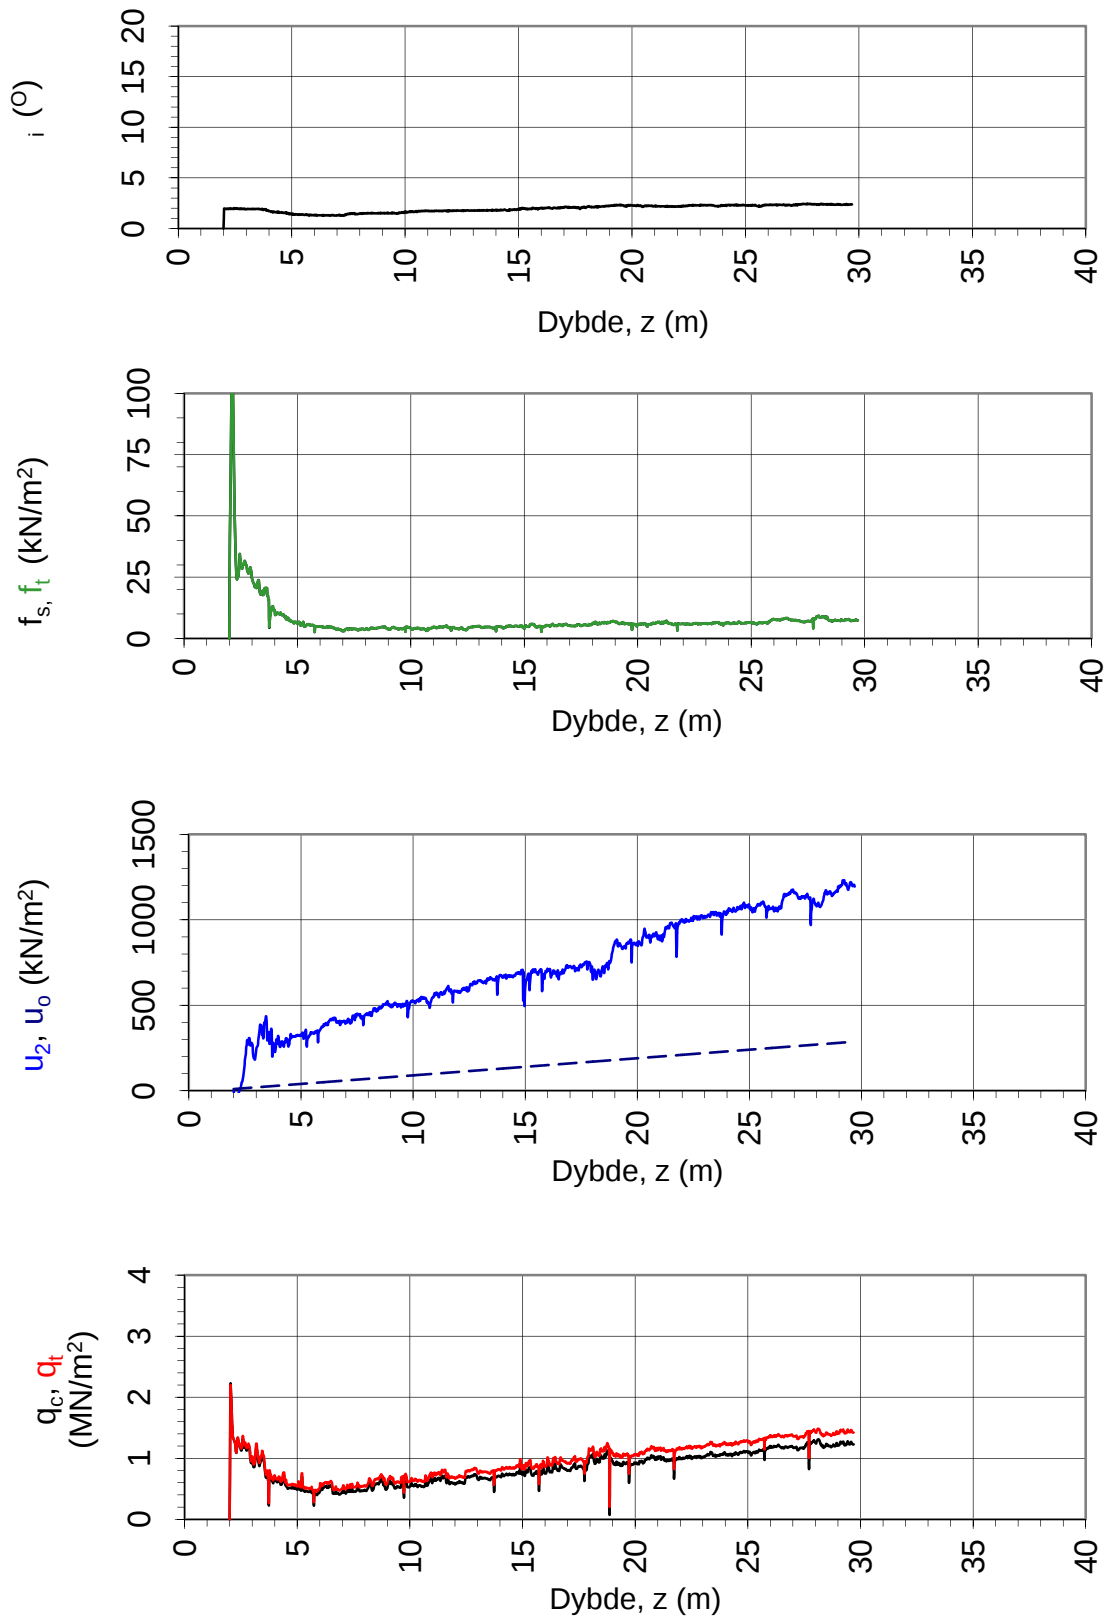 i (O)
20
15
10
5
0
0 5 10 15 20 25 30 35 40
Dybde, z (m)
fs, ft (kN/m2)
100
75
50
25
0
0 5 10 15 20 25 30 35 40
Dybde, z (m)
u2, uo (kN/m2)
1500
1000
500
0
0 5 10 15 20 25 30 35 40
Dybde, z (m)
qc, qt
(MN/m2)
4
3
2
1
0
0 5 10 15 20 25 30 35 40
Dybde, z (m)